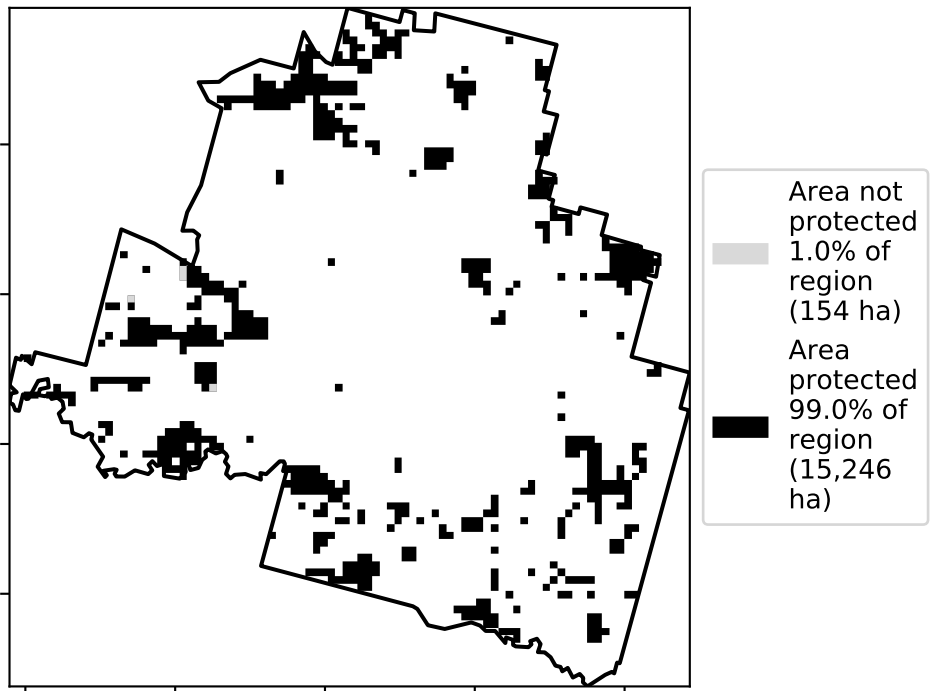 Area not
protected
1.0% of
region
(154 ha)
Area
protected
99.0% of
region
(15,246
ha)